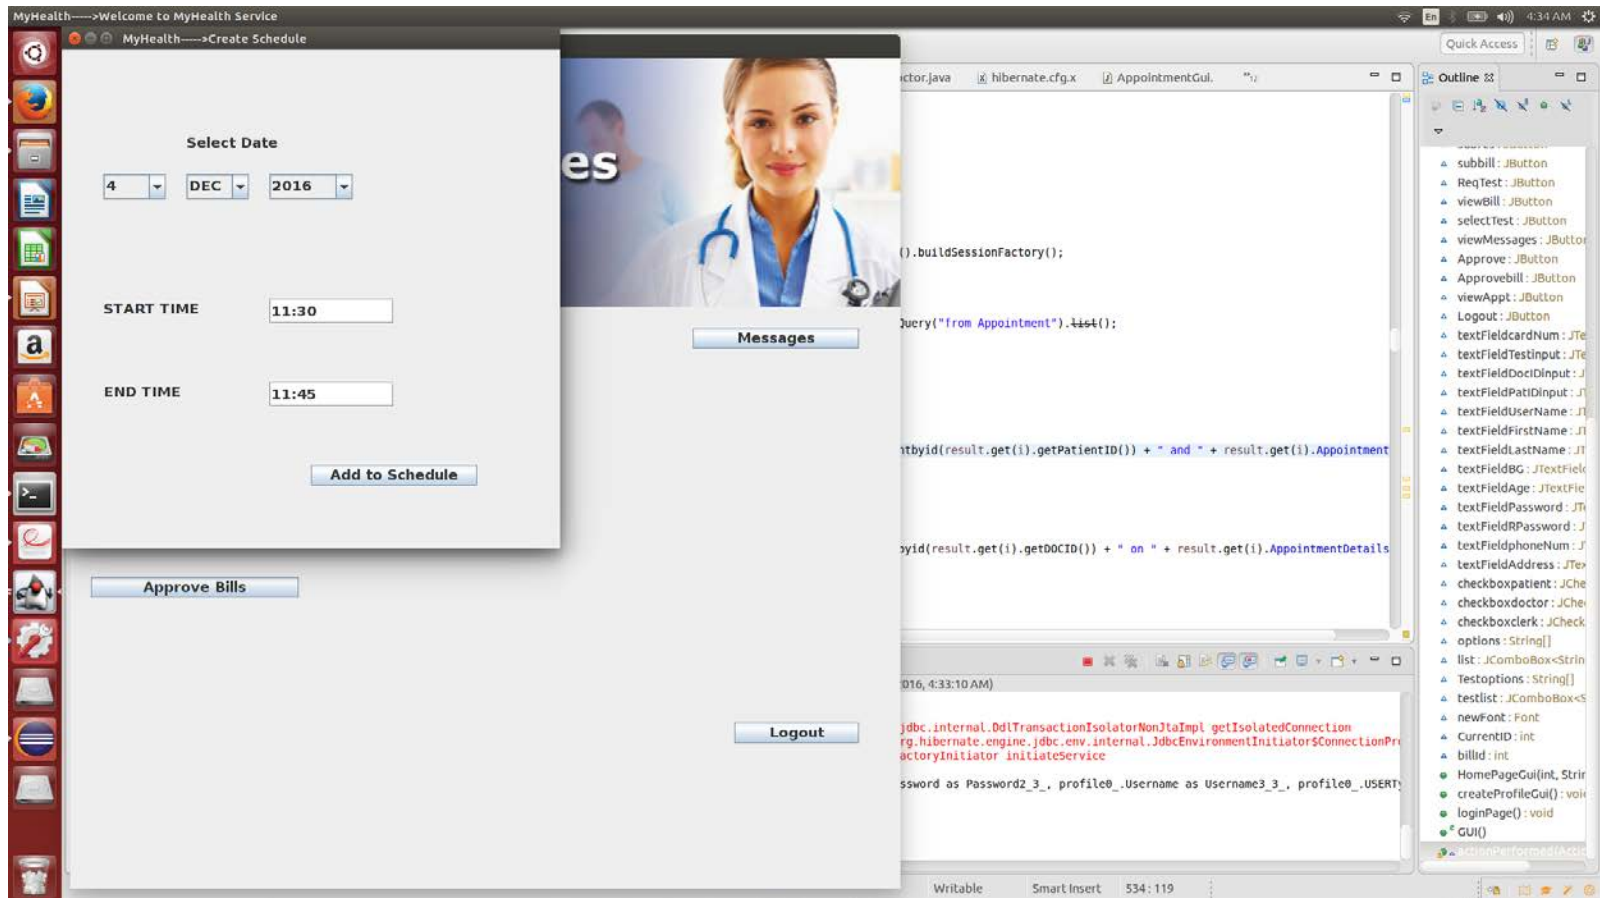 MyHealth----->Welcome to MyHealth Service
En
4:34 AM
MyHealth----->Create Schedule
Select Date
4
DEC
2016
START TIME
11:30
END TIME
11:45
Add to Schedule
es
Messages
Approve Bills
Logout
Quick Access
ctor.java
hibernate.cfg.x
AppointmentGui.
Outline
().buildSessionFactory();
Query("from Appointment").list();
ntbyid(result.get(i).getPatientID()) + " and " + result.get(i).Appointment
byid(result.get(i).getDOCID()) + " on " + result.get(i).AppointmentDetails
016, 4:33:10 AM)
jdbc.internal.DdlTransactionIsolatorNonJtaImpl getIsolatedConnection
rg.hibernate.engine.jdbc.env.internal.JdbcEnvironmentInitiator$ConnectionPr
actoryInitiator initiateService
ssword as Password2_3_, profile0_.Username as Username3_3_, profile0_.USERTy
Writable
Smart Insert
534 : 119
subbill : JButton
ReqTest : JButton
viewBill : JButton
selectTest : JButton
viewMessages : JButton
Approve : JButton
Approvebill : JButton
viewAppt : JButton
Logout : JButton
textFieldcardNum : JTe
textFieldTestinput : JTe
textFieldDocIDinput : J
textFieldPatIDinput : JT
textFieldUserName : JT
textFieldFirstName : JT
textFieldLastName : JT
textFieldBG : JTextField
textFieldAge : JTextFie
textFieldPassword : JTe
textFieldRPassword : J
textFieldphoneNum : J
textFieldAddress : JTex
checkboxpatient : JChe
checkboxdoctor : JChe
checkboxclerk : JCheck
options : String[]
list : JComboBox<Strin
Testoptions : String[]
testlist : JComboBox<S
newFont : Font
CurrentID : int
billId : int
HomePageGui(int, Strin
createProfileGui() : voi
loginPage() : void
GUI()
actionPerformed(Actio